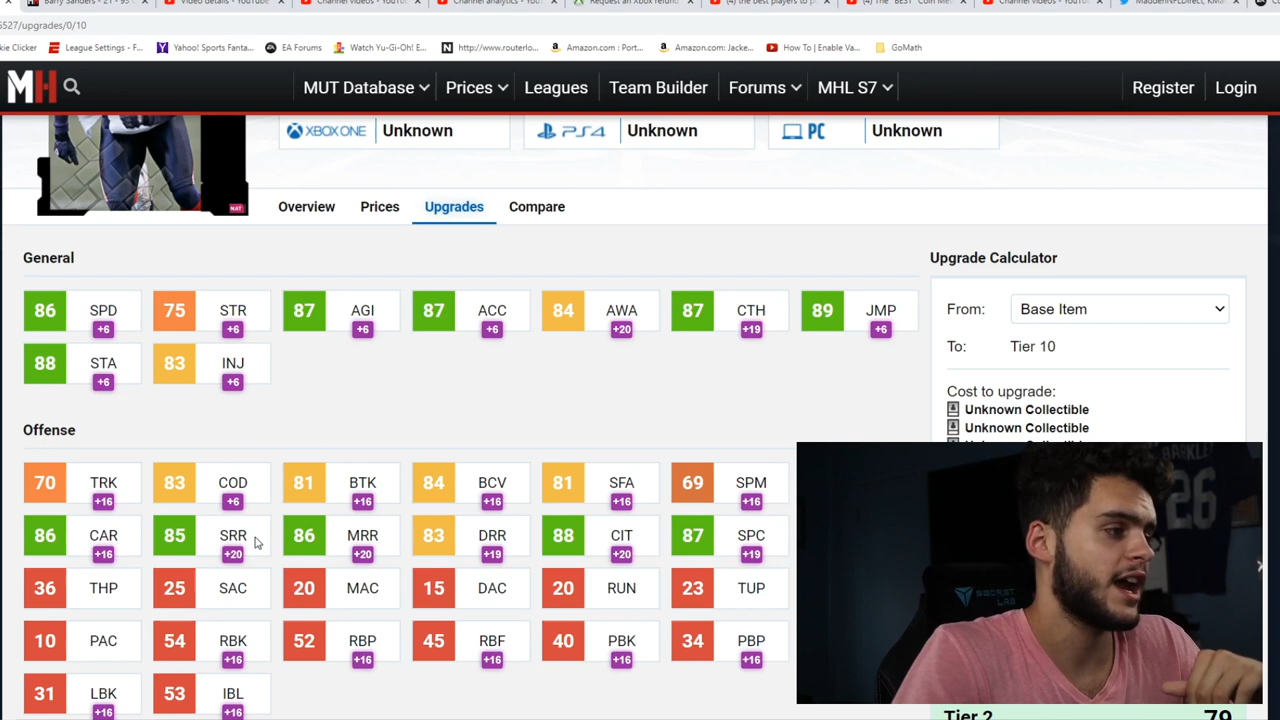 Barry Sanders - 21 - 95 O
Video details - YouTube
Channel videos - YouTube
Channel analytics - YouT
Request an Xbox refund
(4) the best players to p
(4) The "BEST" Coin Met
Channel videos - YouTu
MaddenNFLDirect, KMa
6527/upgrades/0/10
kie Clicker League Settings - F... Yahoo! Sports Fanta... EA Forums Watch Yu-Gi-Oh! E... http://www.routerlo... Amazon.com : Port... Amazon.com: Jacke... How To | Enable Va... GoMath
MH MUT Database Prices Leagues Team Builder Forums MHL S7 Register Login
XBOX ONE Unknown PS4 Unknown PC Unknown
NAT
Overview Prices Upgrades Compare
General
86 SPD 75 STR 87 AGI 87 ACC 84 AWA 87 CTH 89 JMP
+6 +6 +6 +6 +20 +19 +6
88 STA 83 INJ
+6 +6
Offense
70 TRK 83 COD 81 BTK 84 BCV 81 SFA 69 SPM
+16 +6 +16 +16 +16 +16
86 CAR 85 SRR 86 MRR 83 DRR 88 CIT 87 SPC
+16 +20 +20 +19 +20 +19
36 THP 25 SAC 20 MAC 15 DAC 20 RUN 23 TUP
10 PAC 54 RBK 52 RBP 45 RBF 40 PBK 34 PBP
+16 +16 +16 +16 +16
31 LBK 53 IBL
+16 +16
Upgrade Calculator
From: Base Item
To: Tier 10
Cost to upgrade:
Unknown Collectible
Unknown Collectible
Tier 2 79
BARKLEY
26
SECRETLAB